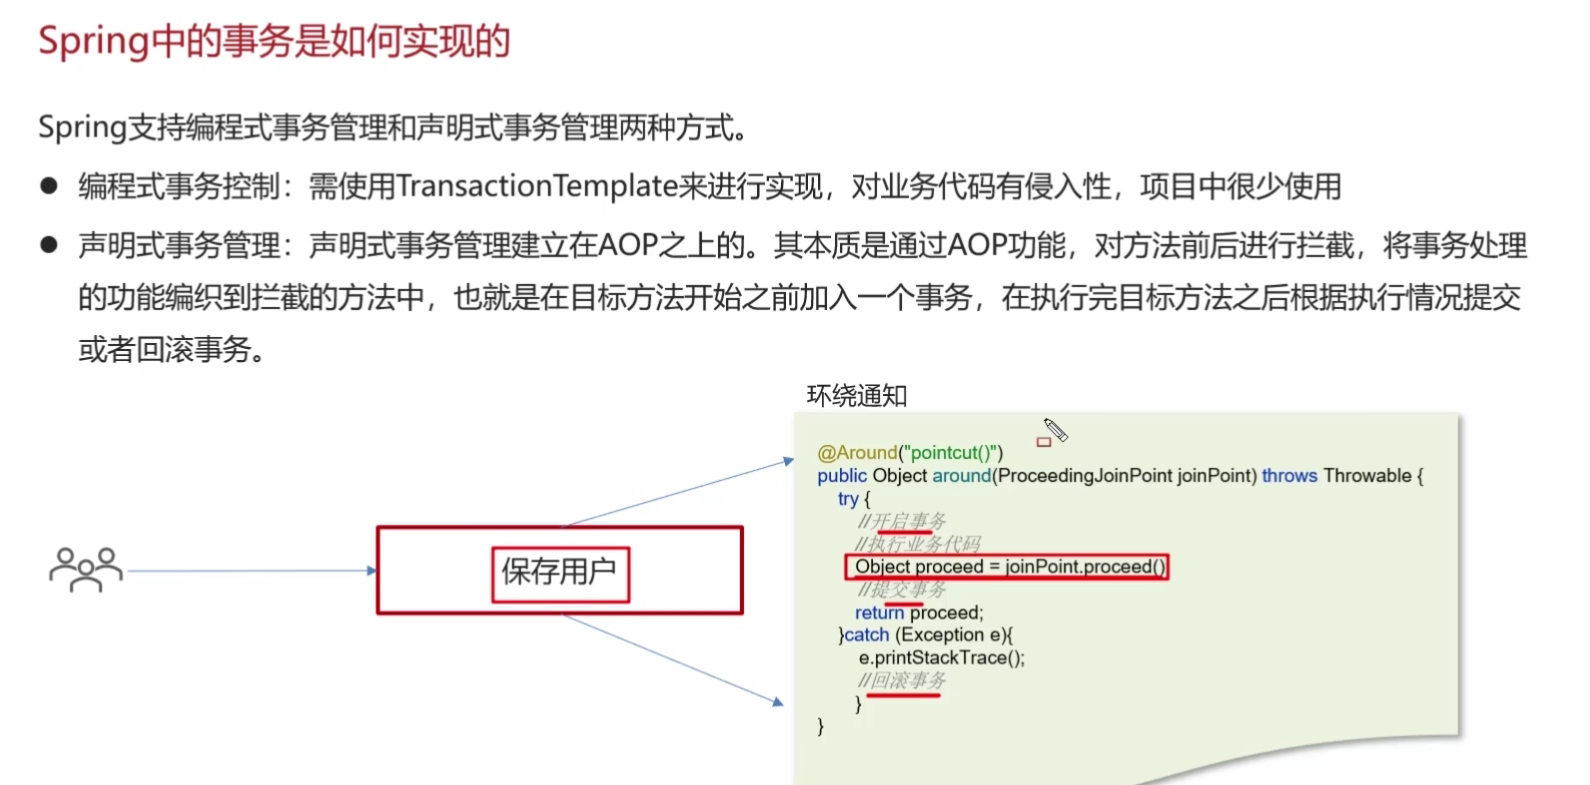 Spring中的事务是如何实现的
Spring支持编程式事务管理和声明式事务管理两种方式。
● 编程式事务控制：需使用TransactionTemplate来进行实现，对业务代码有侵入性，项目中很少使用
● 声明式事务管理：声明式事务管理建立在AOP之上的。其本质是通过AOP功能，对方法前后进行拦截，将事务处理
的功能编织到拦截的方法中，也就是在目标方法开始之前加入一个事务，在执行完目标方法之后根据执行情况提交
或者回滚事务。
环绕通知
@Around("pointcut()")
public Object around(ProceedingJoinPoint joinPoint) throws Throwable {
try {
//开启事务
//执行业务代码
Object proceed = joinPoint.proceed()
//提交事务
return proceed;
}catch (Exception e){
e.printStackTrace();
//回滚事务
}
}
保存用户